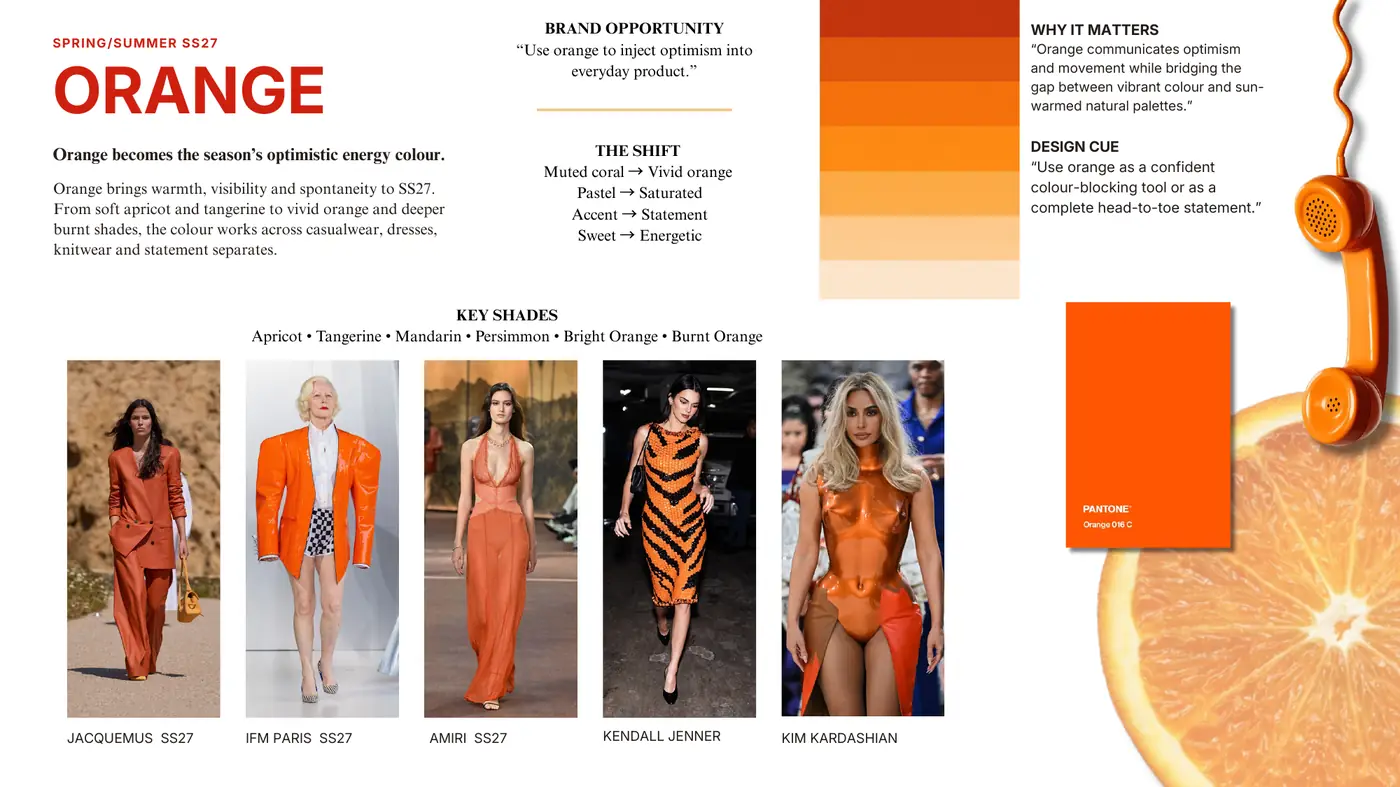 SPRING/SUMMER SS27
ORANGE
Orange becomes the season’s optimistic energy colour.
Orange brings warmth, visibility and spontaneity to SS27.
From soft apricot and tangerine to vivid orange and deeper
burnt shades, the colour works across casualwear, dresses,
knitwear and statement separates.
BRAND OPPORTUNITY
“Use orange to inject optimism into
everyday product.”
THE SHIFT
Muted coral → Vivid orange
Pastel → Saturated
Accent → Statement
Sweet → Energetic
WHY IT MATTERS
“Orange communicates optimism
and movement while bridging the
gap between vibrant colour and sun-
warmed natural palettes.”
DESIGN CUE
“Use orange as a confident
colour-blocking tool or as a
complete head-to-toe statement.”
KEY SHADES
Apricot • Tangerine • Mandarin • Persimmon • Bright Orange • Burnt Orange
PANTONE®
Orange 016 C
JACQUEMUS SS27
IFM PARIS SS27
AMIRI SS27
KENDALL JENNER
KIM KARDASHIAN